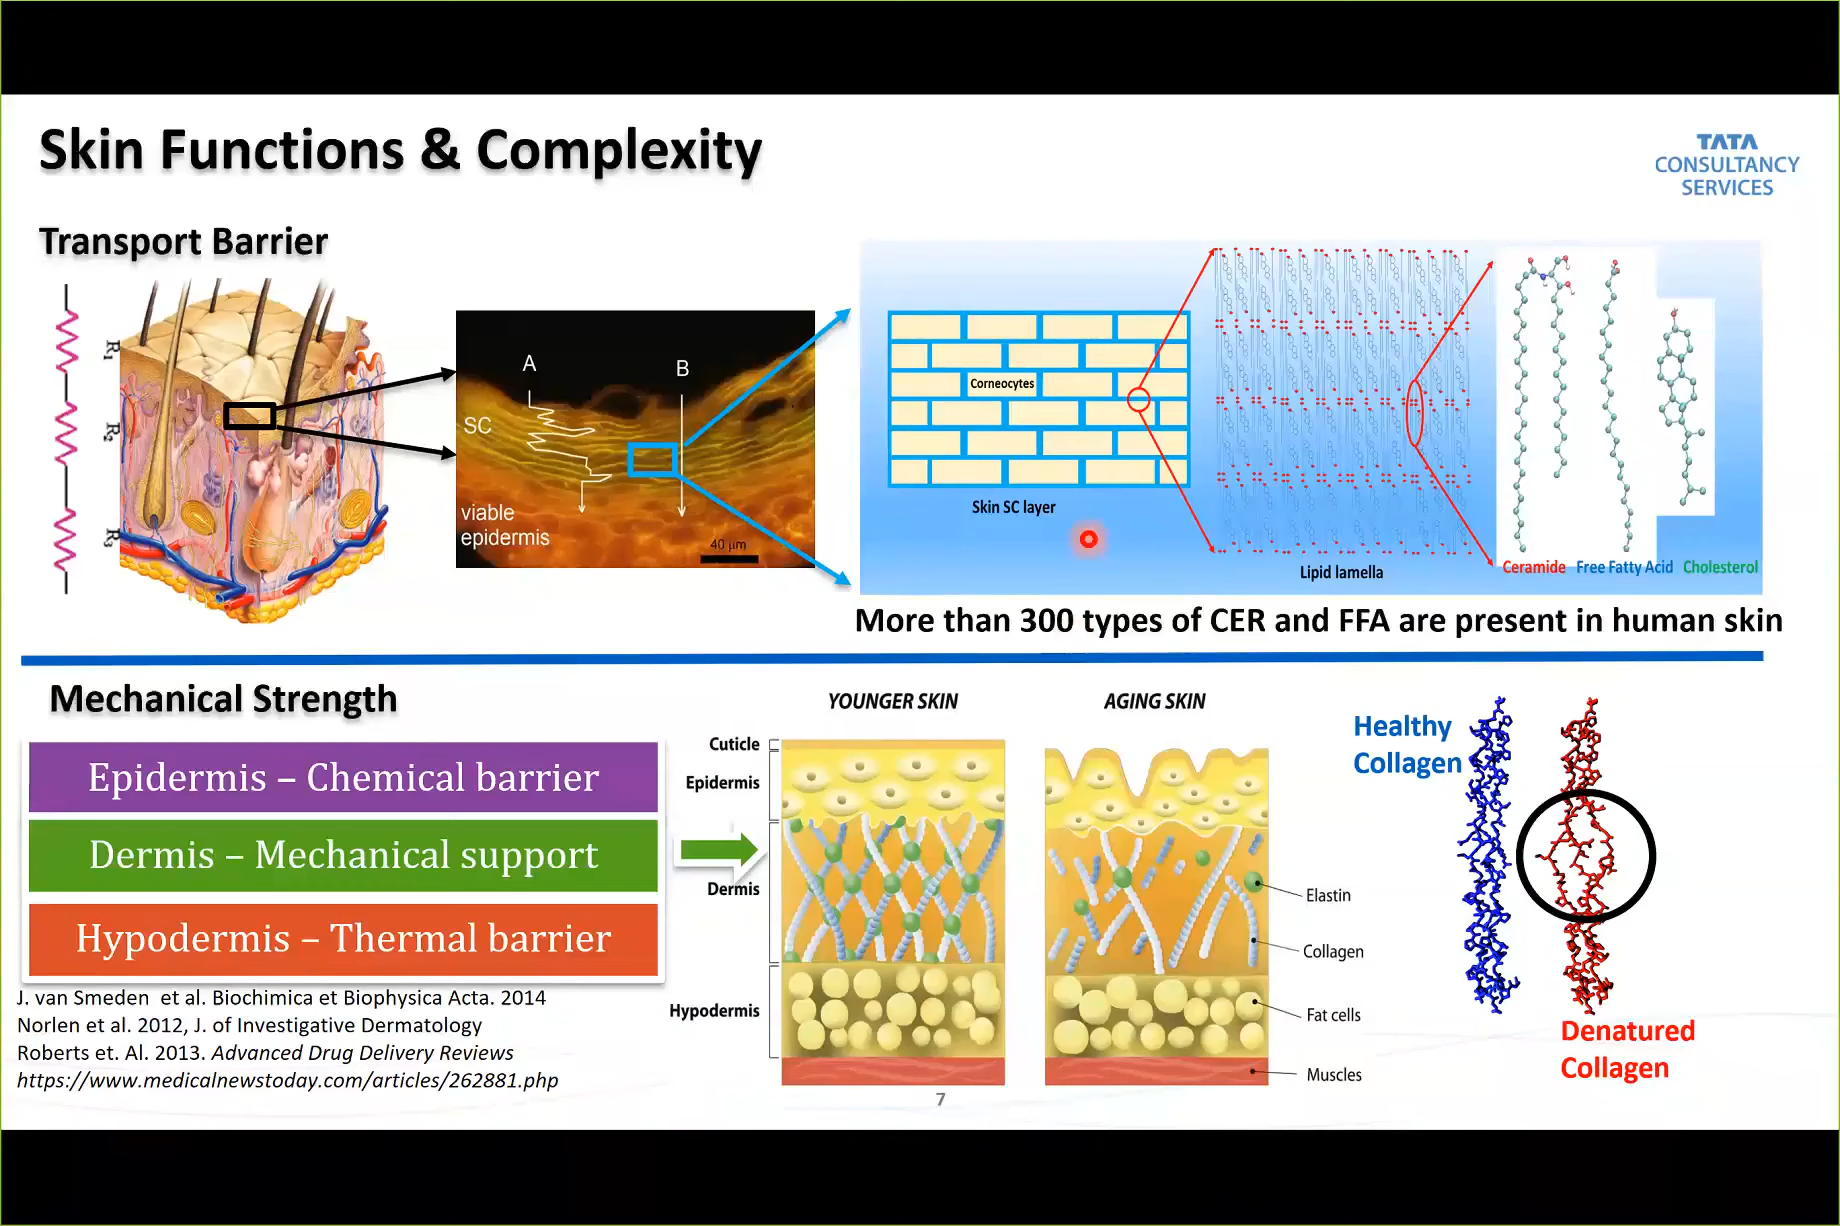 Skin Functions & Complexity
TATA
CONSULTANCY
SERVICES
Transport Barrier
R1
R2
R3
A
B
SC
viable
epidermis
40 µm
Corneocytes
Skin SC layer
Lipid lamella
Ceramide Free Fatty Acid Cholesterol
More than 300 types of CER and FFA are present in human skin
Mechanical Strength
Epidermis – Chemical barrier
Dermis – Mechanical support
Hypodermis – Thermal barrier
J. van Smeden et al. Biochimica et Biophysica Acta. 2014
Norlen et al. 2012, J. of Investigative Dermatology
Roberts et. Al. 2013. Advanced Drug Delivery Reviews
https://www.medicalnewstoday.com/articles/262881.php
YOUNGER SKIN
AGING SKIN
Cuticle
Epidermis
Dermis
Hypodermis
Elastin
Collagen
Fat cells
Muscles
Healthy
Collagen
Denatured
Collagen
7